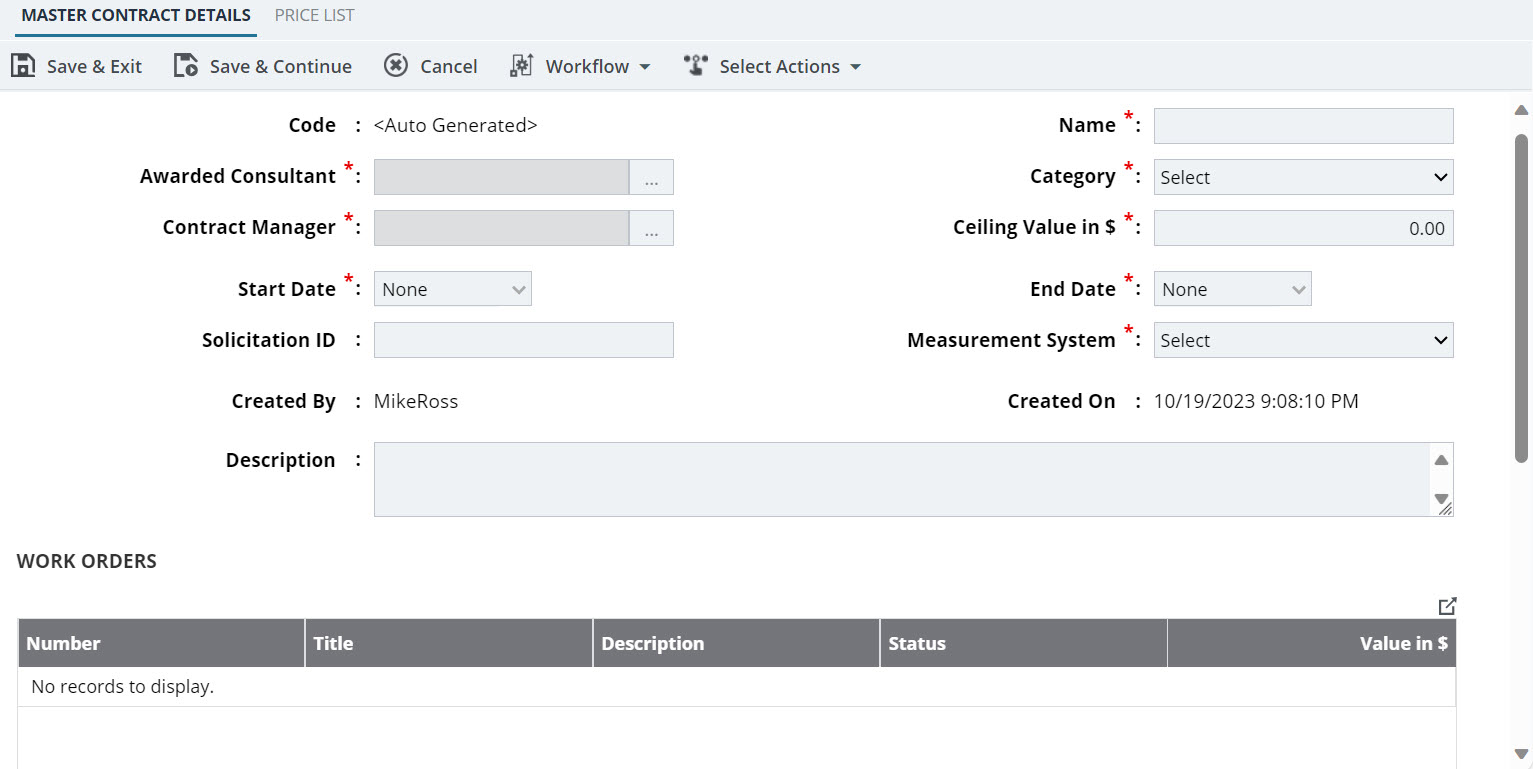 MASTER CONTRACT DETAILS PRICE LIST
Save & Exit Save & Continue Cancel Workflow Select Actions
Code : <Auto Generated> Name * :
Awarded Consultant * : ... Category * : Select
Contract Manager * : ... Ceiling Value in $ * : 0.00
Start Date * : None End Date * : None
Solicitation ID : Measurement System * : Select
Created By : MikeRoss Created On : 10/19/2023 9:08:10 PM
Description :
WORK ORDERS
Number Title Description Status Value in $
No records to display.